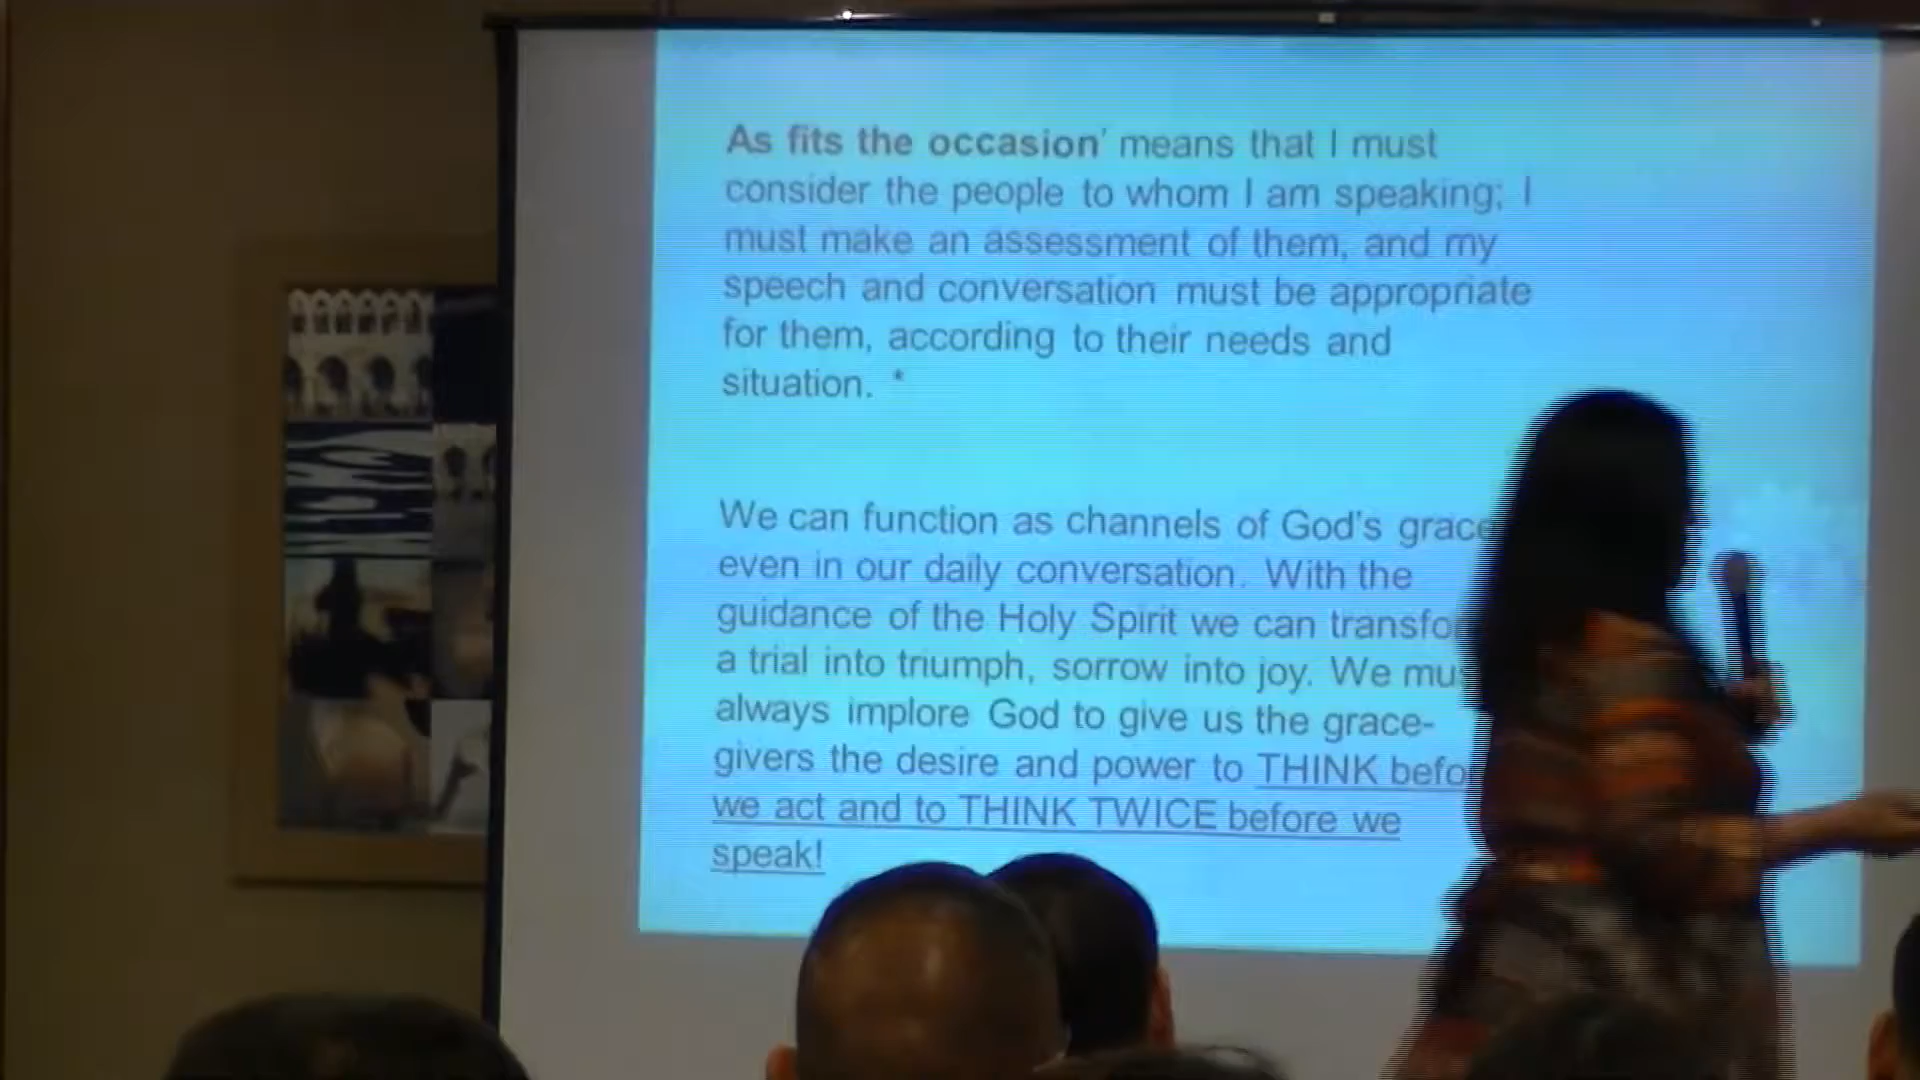 As fits the occasion' means that I must
consider the people to whom I am speaking; I
must make an assessment of them, and my
speech and conversation must be appropriate
for them, according to their needs and
situation. *
We can function as channels of God's grace
even in our daily conversation. With the
guidance of the Holy Spirit we can transfo
a trial into triumph, sorrow into joy. We mus
always implore God to give us the grace-
givers the desire and power to THINK befor
we act and to THINK TWICE before we
speak!